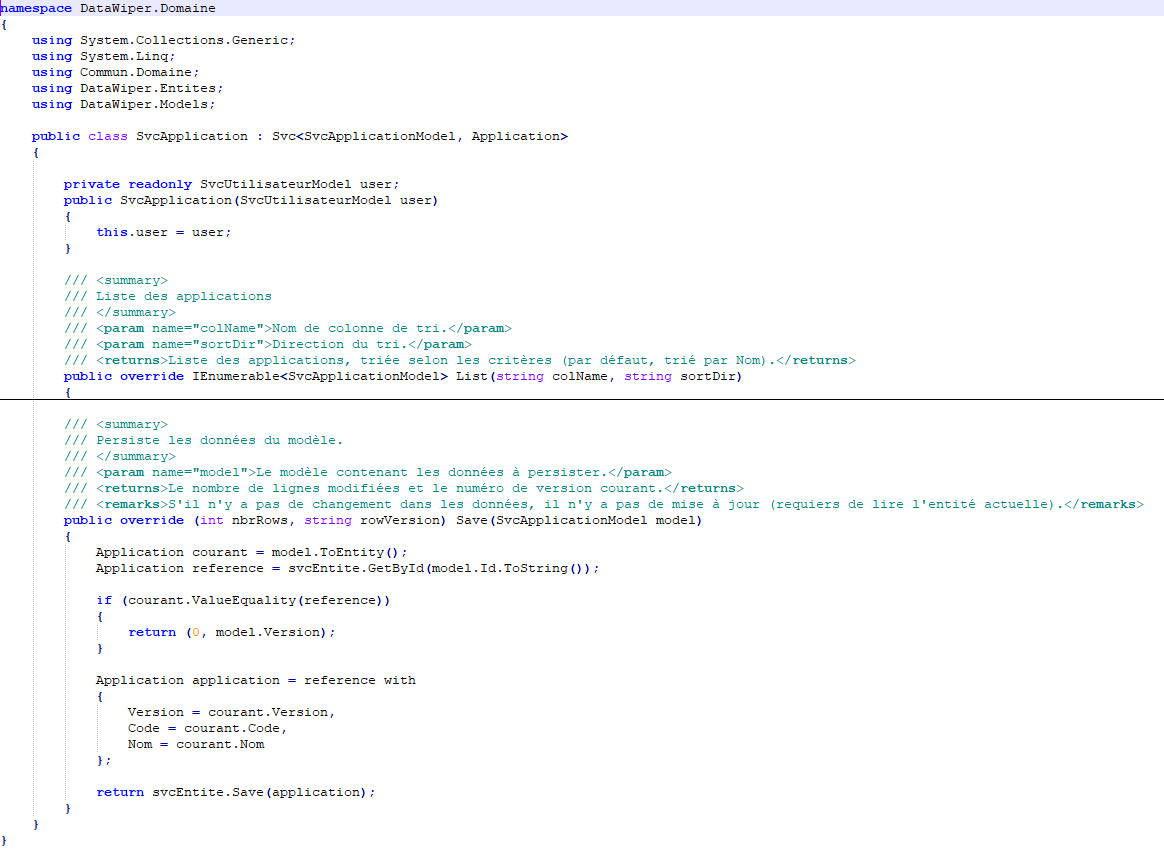 namespace DataWiper.Domaine
{
    using System.Collections.Generic;
    using System.Linq;
    using Commun.Domaine;
    using DataWiper.Entites;
    using DataWiper.Models;

    public class SvcApplication : Svc<SvcApplicationModel, Application>
    {

        private readonly SvcUtilisateurModel user;
        public SvcApplication(SvcUtilisateurModel user)
        {
            this.user = user;
        }

        /// <summary>
        /// Liste des applications
        /// </summary>
        /// <param name="colName">Nom de colonne de tri.</param>
        /// <param name="sortDir">Direction du tri.</param>
        /// <returns>Liste des applications, triée selon les critères (par défaut, trié par Nom).</returns>
        public override IEnumerable<SvcApplicationModel> List(string colName, string sortDir)
        {

        /// <summary>
        /// Persiste les données du modèle.
        /// </summary>
        /// <param name="model">Le modèle contenant les données à persister.</param>
        /// <returns>Le nombre de lignes modifiées et le numéro de version courant.</returns>
        /// <remarks>S'il n'y a pas de changement dans les données, il n'y a pas de mise à jour (requiers de lire l'entité actuelle).</remarks>
        public override (int nbrRows, string rowVersion) Save(SvcApplicationModel model)
        {
            Application courant = model.ToEntity();
            Application reference = svcEntite.GetById(model.Id.ToString());

            if (courant.ValueEquality(reference))
            {
                return (0, model.Version);
            }

            Application application = reference with
            {
                Version = courant.Version,
                Code = courant.Code,
                Nom = courant.Nom
            };

            return svcEntite.Save(application);
        }
    }
}